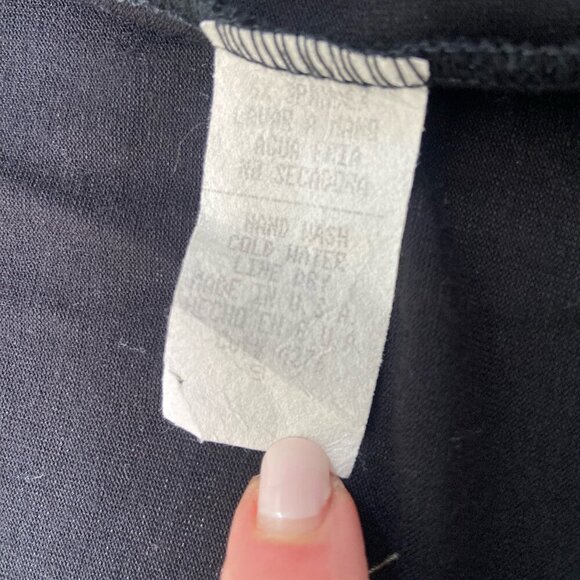 LAVAR A MANO
AGUA FRIA
NO SECADORA
HAND WASH
COLD WATER
LINE DRY
MADE IN U.S.A
HECHO EN E.U.A
S